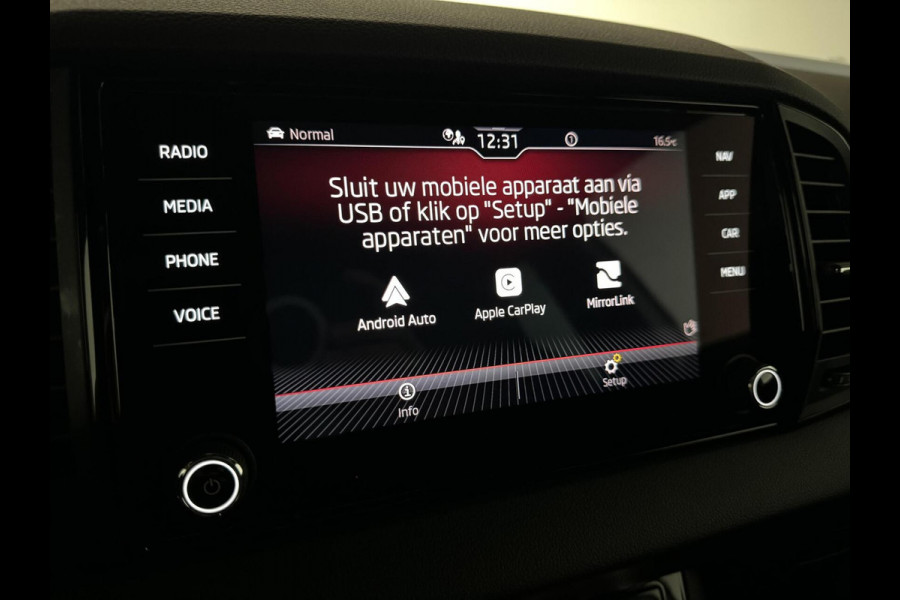 RADIO
MEDIA
PHONE
VOICE
Normal
12:31
16.5°C
Sluit uw mobiele apparaat aan via
USB of klik op "Setup" - "Mobiele
apparaten" voor meer opties.
Android Auto
Apple CarPlay
MirrorLink
Info
Setup
NAV
APP
CAR
MENU